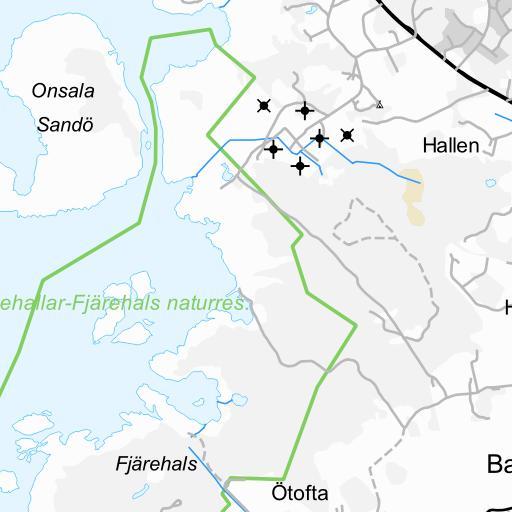 Onsala
Sandö
Hallen
ehallar-Fjärehals naturres.
H
Fjärehals
Ba
Ötofta